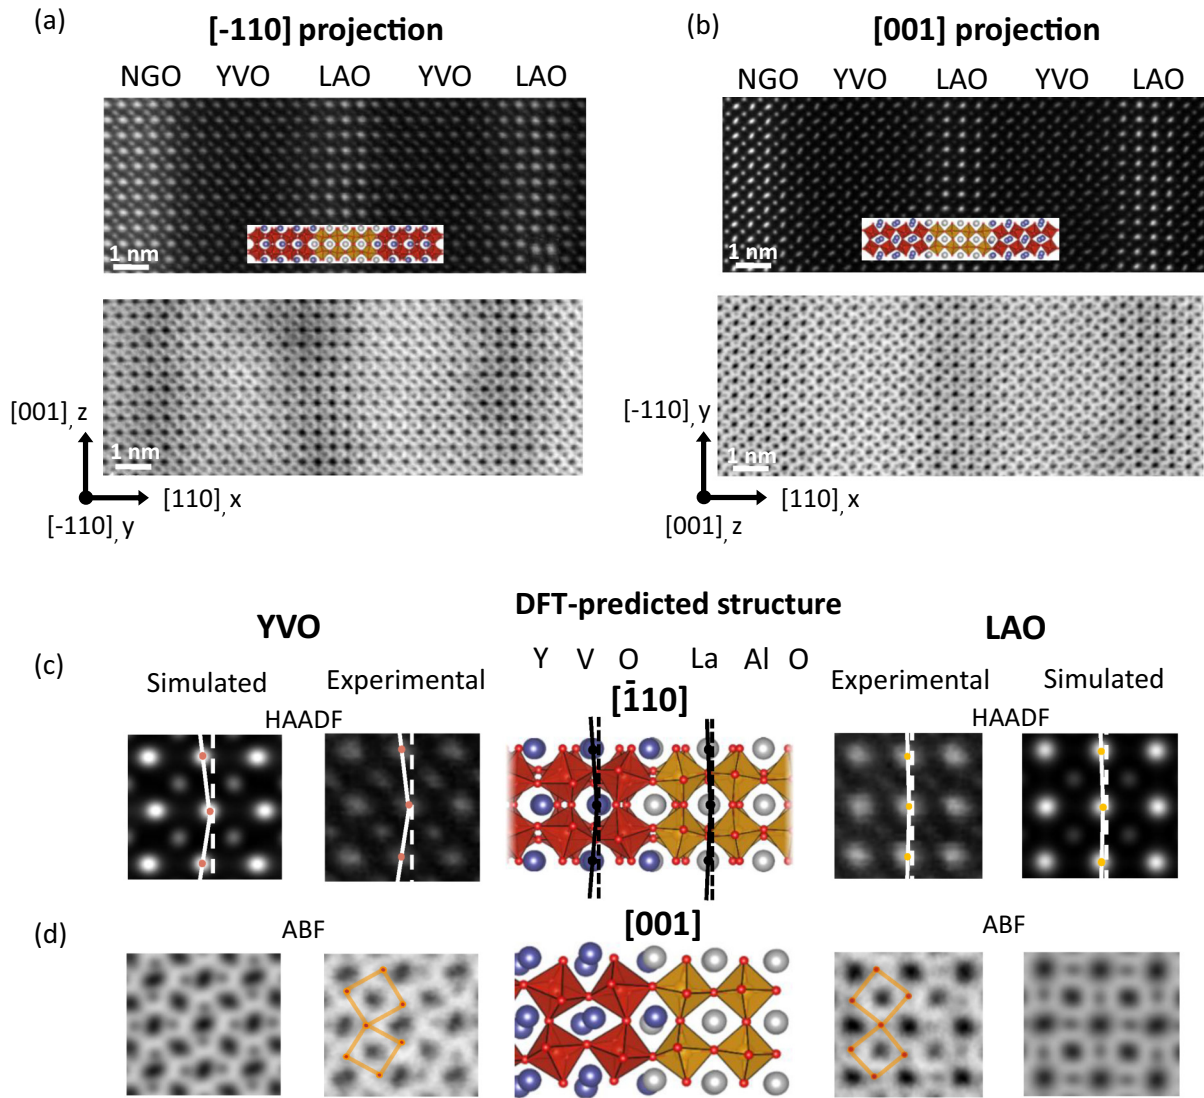 (a)
[-110] projection
NGO YVO LAO YVO LAO
1 nm
1 nm
[001], z
[110], x
[-110], y
(b)
[001] projection
NGO YVO LAO YVO LAO
1 nm
1 nm
[-110], y
[110], x
[001], z
DFT-predicted structure
YVO
LAO
(c)
Y V O La Al O
Simulated Experimental
[1̄10]
Experimental Simulated
HAADF
HAADF
(d)
ABF
[001]
ABF